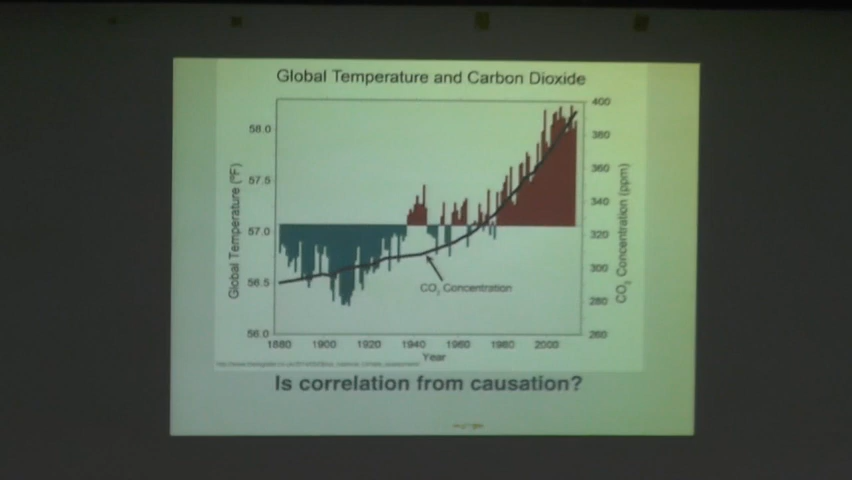 Global Temperature and Carbon Dioxide
58.0
57.5
57.0
56.5
56.0
Global Temperature (ºF)
400
380
360
340
320
300
280
260
CO2 Concentration (ppm)
CO2 Concentration
1880 1900 1920 1940 1960 1980 2000
Year
Is correlation from causation?